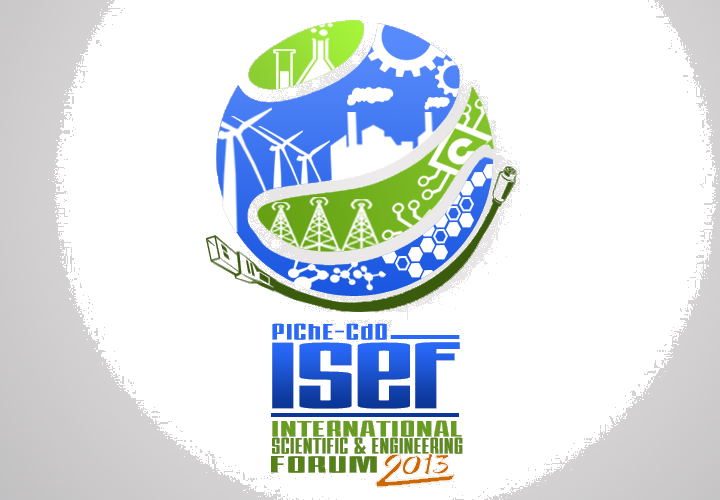 PIChE-CdO
ISEF
INTERNATIONAL
SCIENTIFIC & ENGINEERING
FORUM 2013